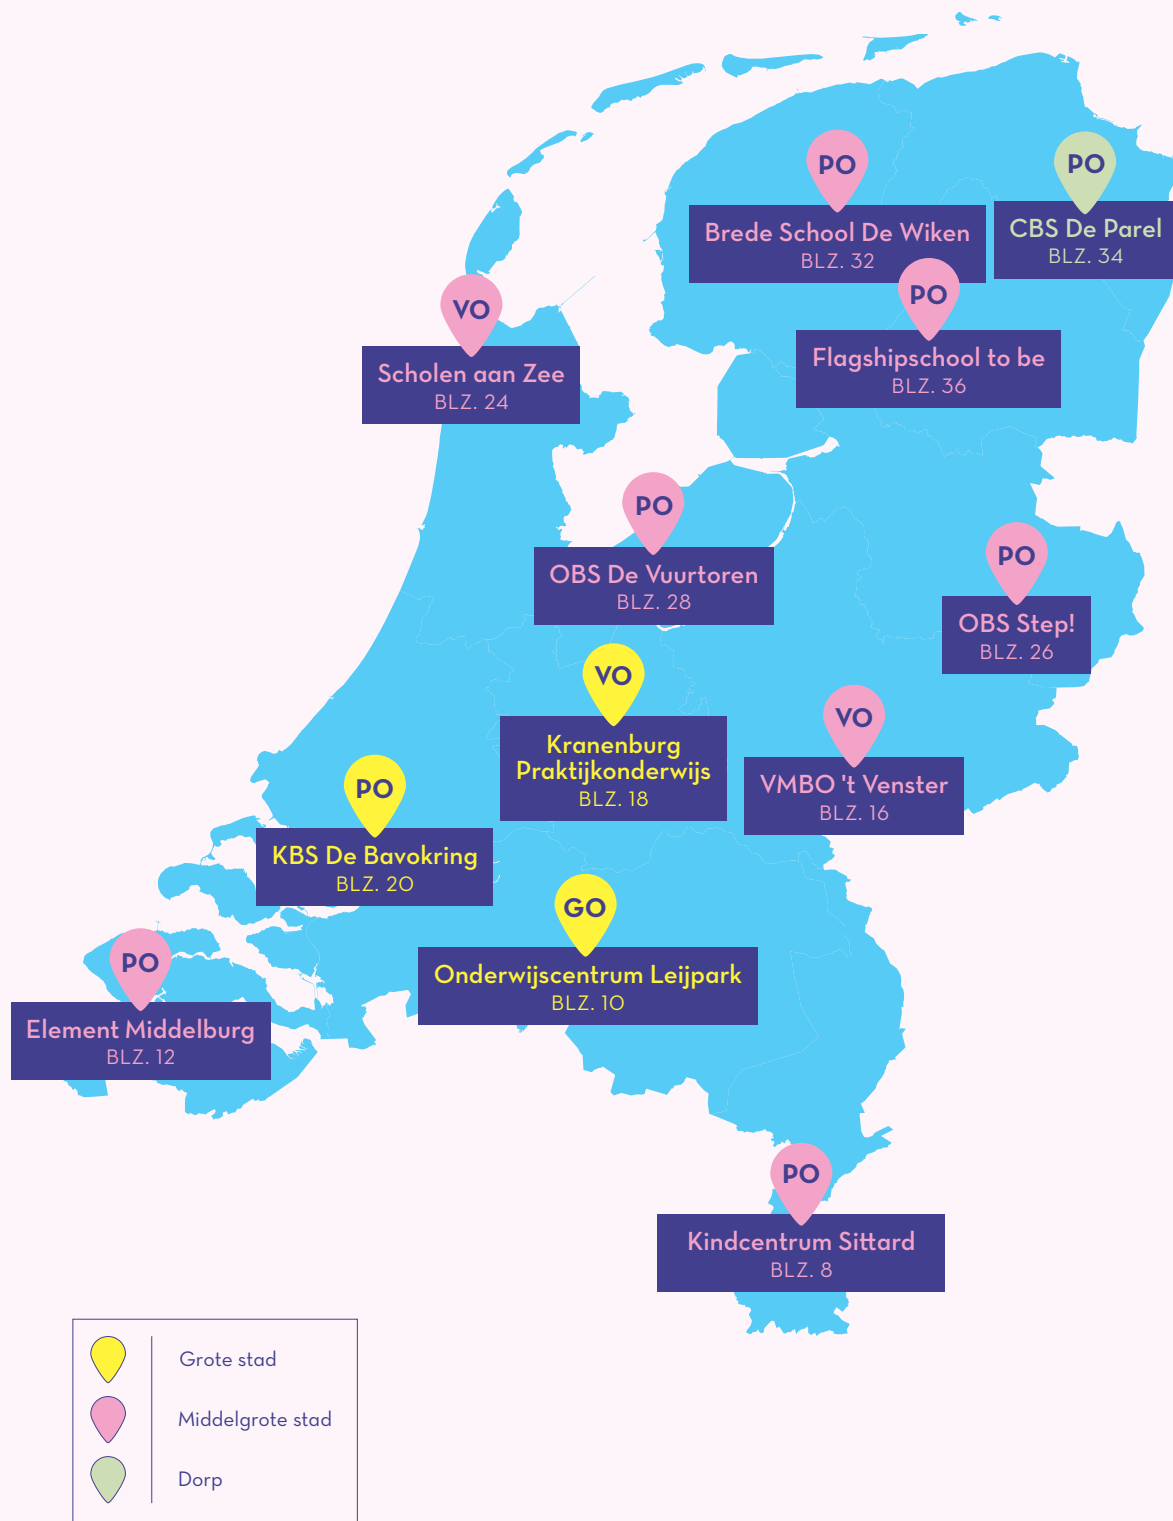 PO
Brede School De Wiken
BLZ. 32
PO
CBS De Parel
BLZ. 34
PO
Flagshipschool to be
BLZ. 36
VO
Scholen aan Zee
BLZ. 24
PO
OBS De Vuurtoren
BLZ. 28
PO
OBS Step!
BLZ. 26
VO
Kranenburg
Praktijkonderwijs
BLZ. 18
VO
VMBO 't Venster
BLZ. 16
PO
KBS De Bavokring
BLZ. 20
GO
Onderwijscentrum Leijpark
BLZ. 10
PO
Element Middelburg
BLZ. 12
PO
Kindcentrum Sittard
BLZ. 8
Grote stad
Middelgrote stad
Dorp